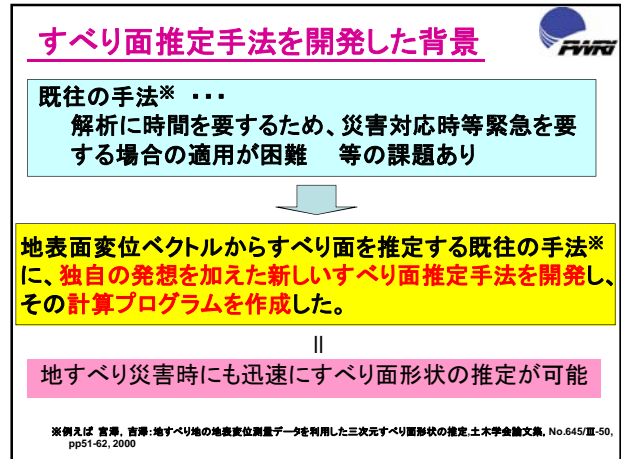 すべり面推定手法を開発した背景
PWRI
既往の手法※ ・・・
解析に時間を要するため、災害対応時等緊急を要
する場合の適用が困難 等の課題あり
地表面変位ベクトルからすべり面を推定する既往の手法※
に、独自の発想を加えた新しいすべり面推定手法を開発し、
その計算プログラムを作成した。
＝
地すべり災害時にも迅速にすべり面形状の推定が可能
※例えば 宮澤, 吉澤:地すべり地の地表変位測量データを利用した三次元すべり面形状の推定,土木学会論文集, No.645/Ⅲ-50,
pp51-62, 2000